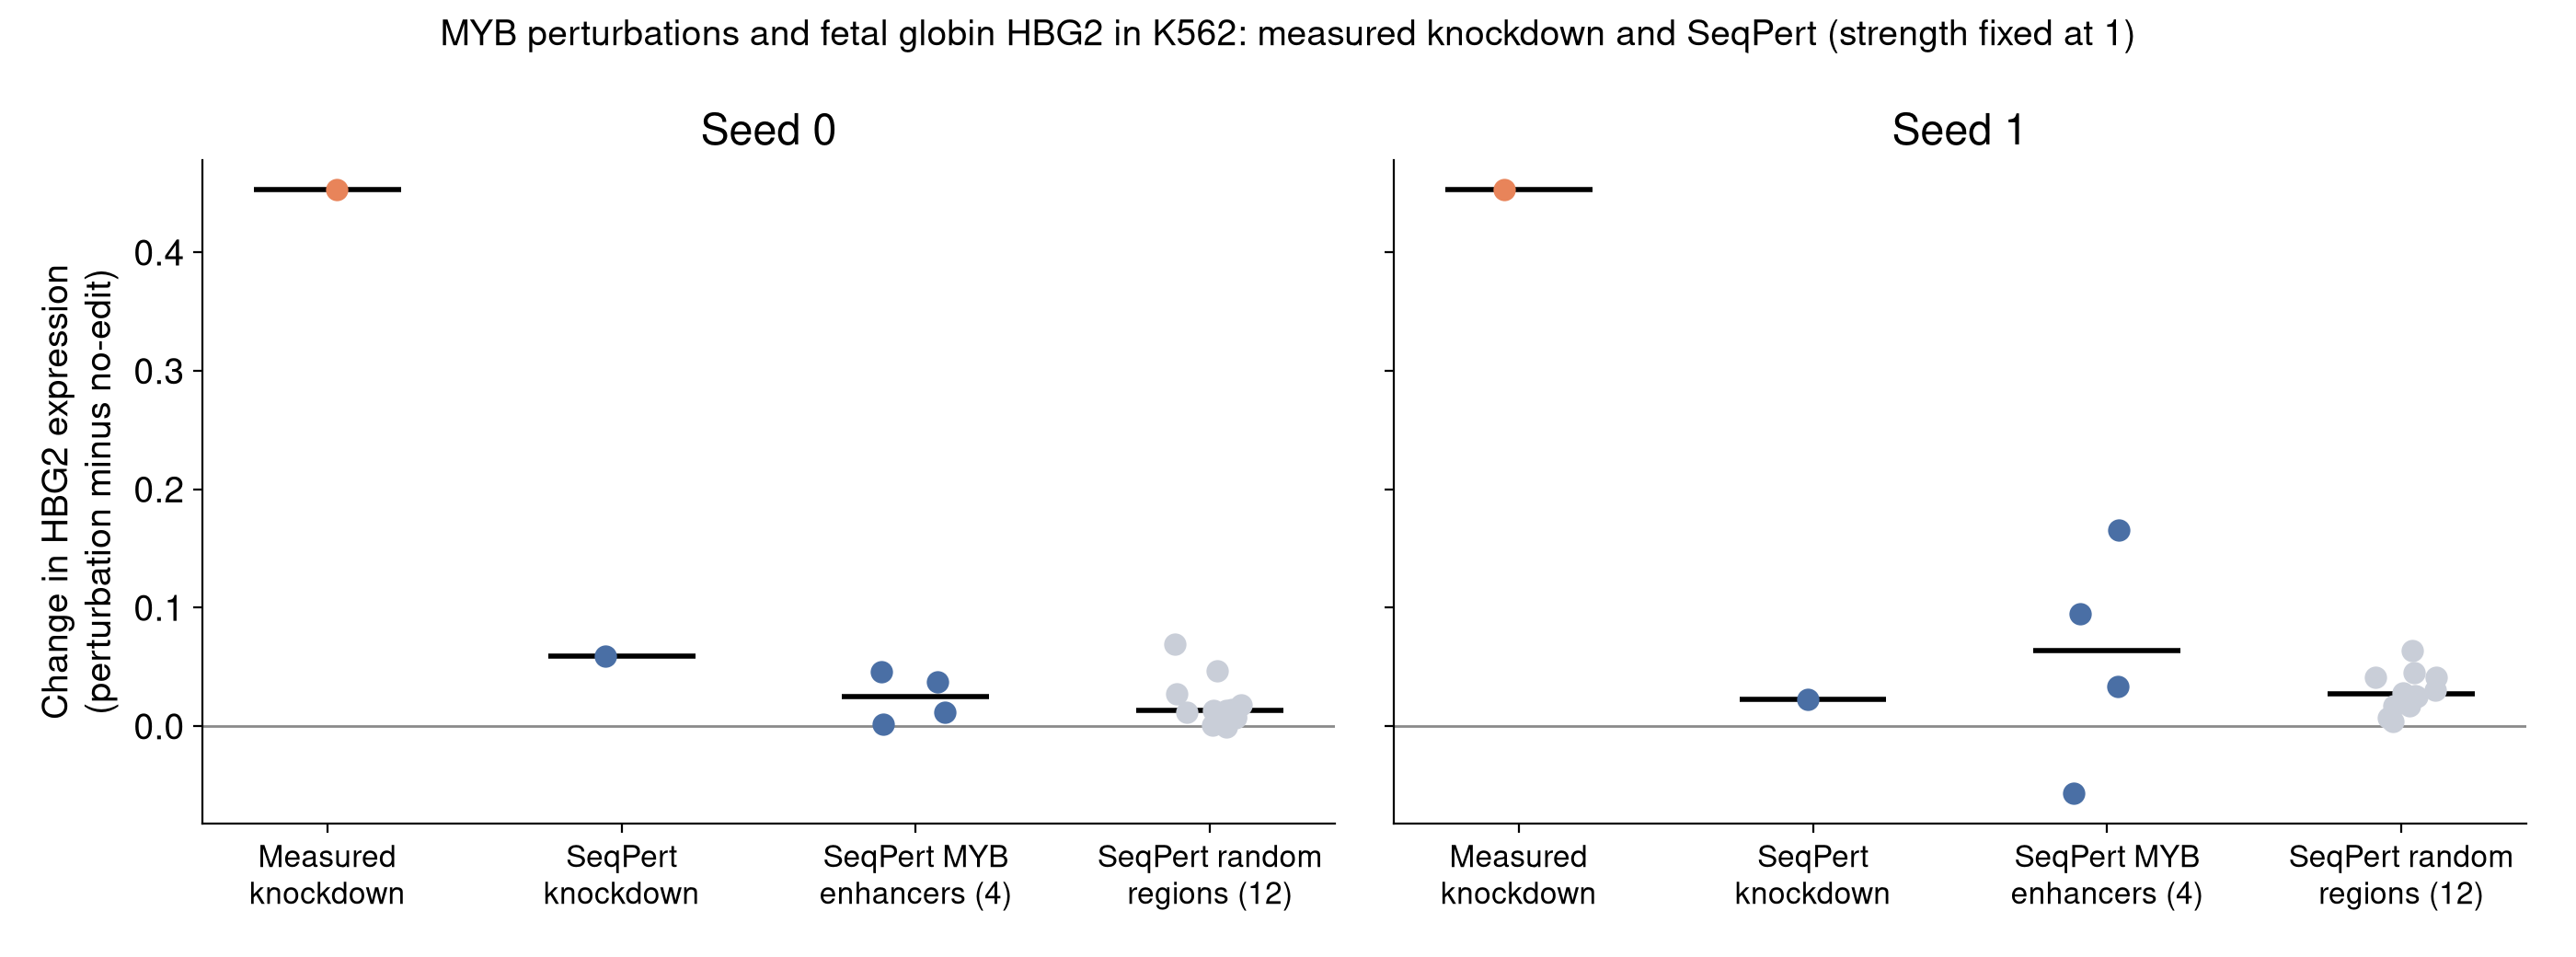 MYB perturbations and fetal globin HBG2 in K562: measured knockdown and SeqPert (strength fixed at 1)
Seed 0
Seed 1
Change in HBG2 expression
(perturbation minus no-edit)
0.4
0.3
0.2
0.1
0.0
Measured
knockdown
SeqPert
knockdown
SeqPert MYB
enhancers (4)
SeqPert random
regions (12)
Measured
knockdown
SeqPert
knockdown
SeqPert MYB
enhancers (4)
SeqPert random
regions (12)